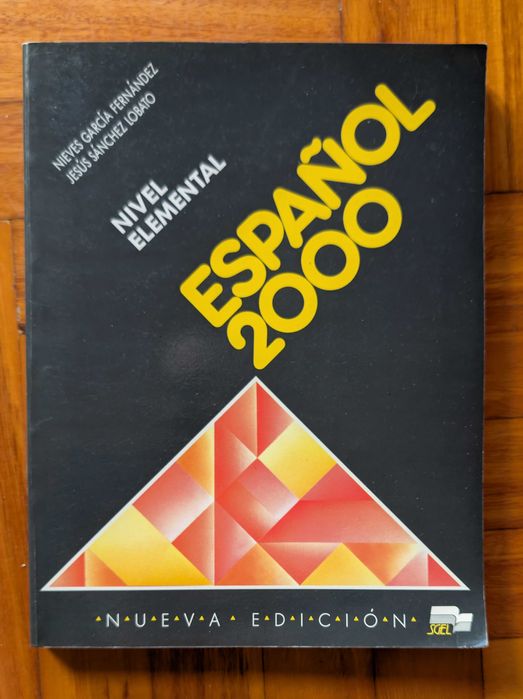 NIEVES GARCÍA FERNÁNDEZ
JESÚS SÁNCHEZ LOBATO
NIVEL
ELEMENTAL
ESPAÑOL
2000
NUEVA EDICIÓN
SGEL